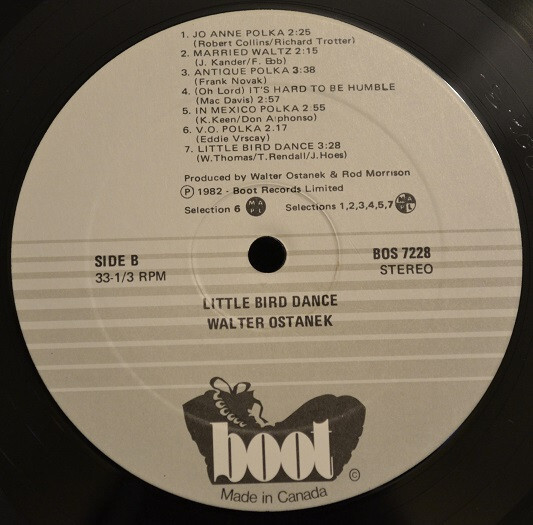 1. JO ANNE POLKA 2:25
(Robert Collins/Richard Trotter)
2. MARRIED WALTZ 2:15
(J. Kander/F. Ebb)
3. ANTIQUE POLKA 3:38
(Frank Novak)
4. (Oh Lord) IT'S HARD TO BE HUMBLE
(Mac Davis) 2:57
5. IN MEXICO POLKA 2:55
(K.Keen/Don Alphonso)
6. V.O. POLKA 2.17
(Eddie Vrscay)
7. LITTLE BIRD DANCE 3:28
(W.Thomas/T.Rendall/J.Hoes)
Produced by Walter Ostanek & Rod Morrison
℗ 1982 - Boot Records Limited
Selection 6 MAPL Selections 1,2,3,4,5,7 MAPL
SIDE B BOS 7228
33-1/3 RPM STEREO
LITTLE BIRD DANCE
WALTER OSTANEK
boot ©
Made in Canada